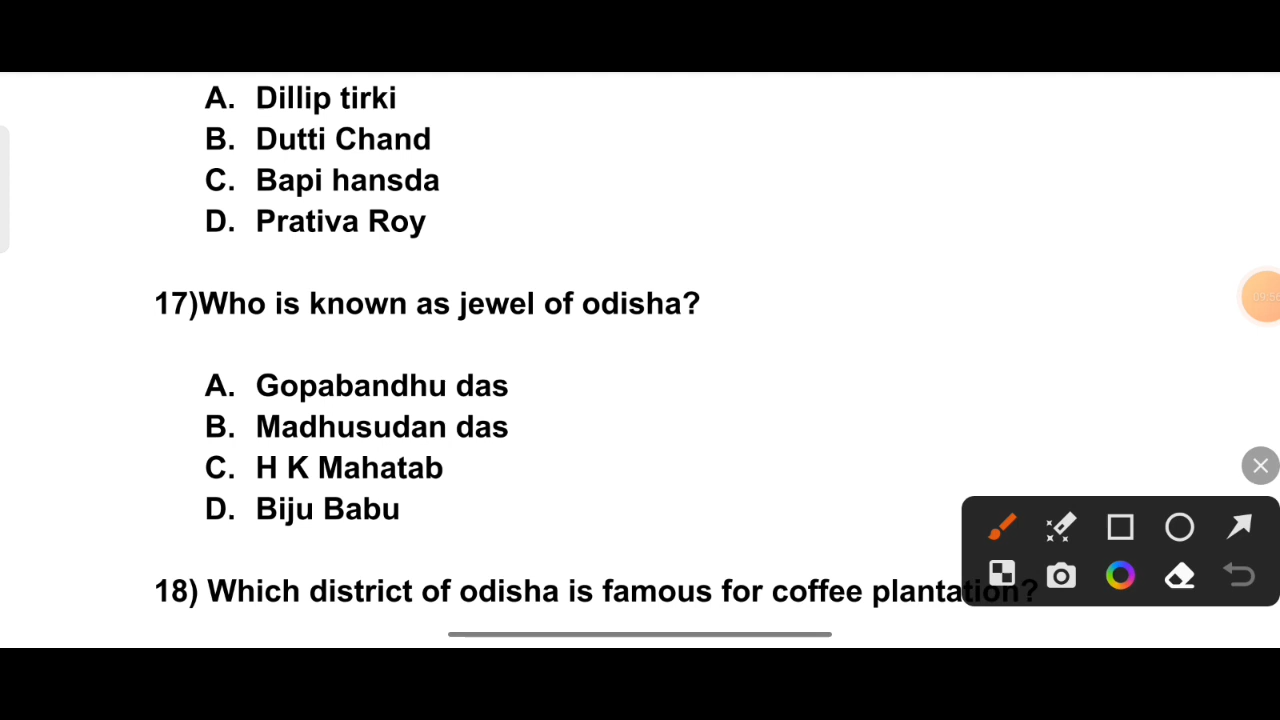 A. Dillip tirki
B. Dutti Chand
C. Bapi hansda
D. Prativa Roy
17)Who is known as jewel of odisha?
A. Gopabandhu das
B. Madhusudan das
C. H K Mahatab
D. Biju Babu
18) Which district of odisha is famous for coffee plantation?